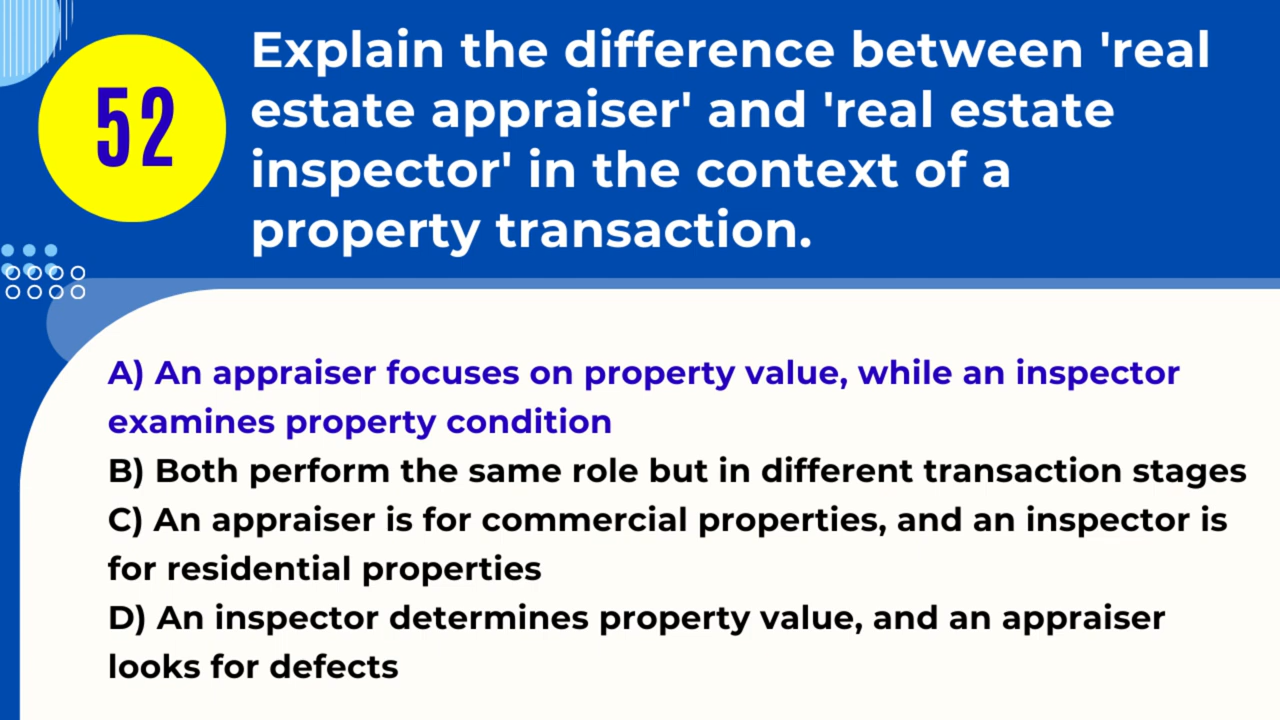 52
Explain the difference between 'real
estate appraiser' and 'real estate
inspector' in the context of a
property transaction.
A) An appraiser focuses on property value, while an inspector
examines property condition
B) Both perform the same role but in different transaction stages
C) An appraiser is for commercial properties, and an inspector is
for residential properties
D) An inspector determines property value, and an appraiser
looks for defects